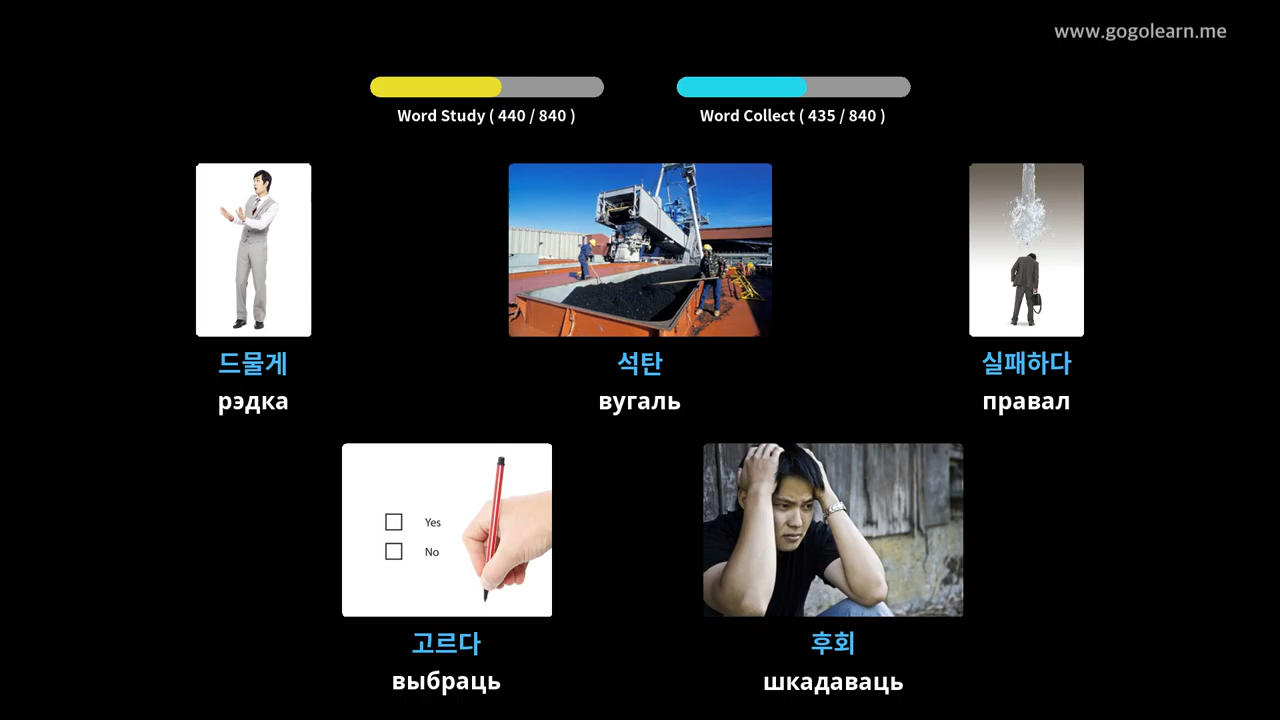 www.gogolearn.me
Word Study ( 440 / 840 )
Word Collect ( 435 / 840 )
드물게
рэдка
석탄
вугаль
실패하다
правал
Yes
No
고르다
выбраць
후회
шкадаваць